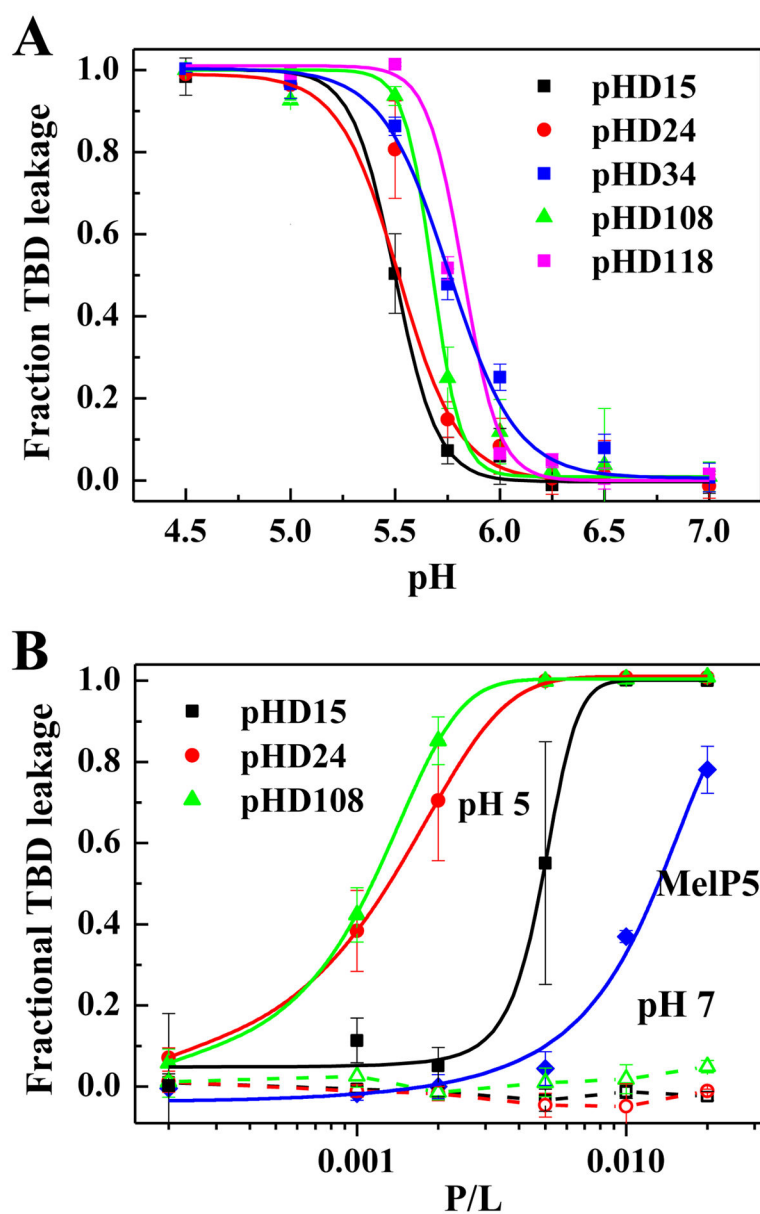 A
Fraction TBD leakage
1.0
0.8
0.6
0.4
0.2
0.0
pHD15
pHD24
pHD34
pHD108
pHD118
4.5 5.0 5.5 6.0 6.5 7.0
pH
B
Fractional TBD leakage
1.0
0.8
0.6
0.4
0.2
0.0
pHD15
pHD24
pHD108
pH 5
MelP5
pH 7
0.001 0.010
P/L